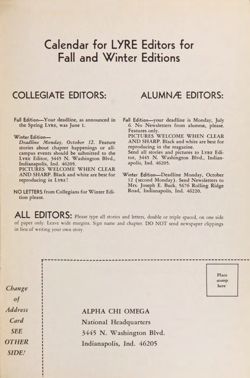 Calendar for LYRE Editors for
Fall and Winter Editions
COLLEGIATE EDITORS:
Fall Edition—Your deadline, as announced in
the Spring LYRE, was June 1.
Winter Edition—
Deadline Monday, October 12. Feature
stories about chapter happenings or all-
campus events should be submitted to the
LYRE Editor, 3445 N. Washington Blvd.,
Indianapolis, Ind. 46205.
PICTURES WELCOME WHEN CLEAR
AND SHARP. Black and white are best for
reproducing in LYRE!
NO LETTERS from Collegians for Winter Edi-
tion please.
ALUMNÆ EDITORS:
Fall Edition—your deadline is Monday, July
6. No Newsletters from alumnæ, please.
Features only.
PICTURES WELCOME WHEN CLEAR
AND SHARP. Black and white are best for
reproducing in the magazine.
Send all stories and pictures to LYRE Edi-
tor, 3445 N. Washington Blvd., Indian-
apolis, Ind. 46205.
Winter Edition—Deadline Monday, October
12 (second Monday). Send Newsletters to
Mrs. Joseph E. Buck, 5676 Rolling Ridge
Road, Indianapolis, Ind. 46220.
ALL EDITORS: Please type all stories and letters, double or triple spaced, on one side
of paper only. Leave wide margins. Sign name and chapter. DO NOT send newspaper clippings
in lieu of writing your own story.
Change
of
Address
Card
SEE
OTHER
SIDE!
Place
stamp
here
ALPHA CHI OMEGA
National Headquarters
3445 N. Washington Blvd.
Indianapolis, Ind. 46205